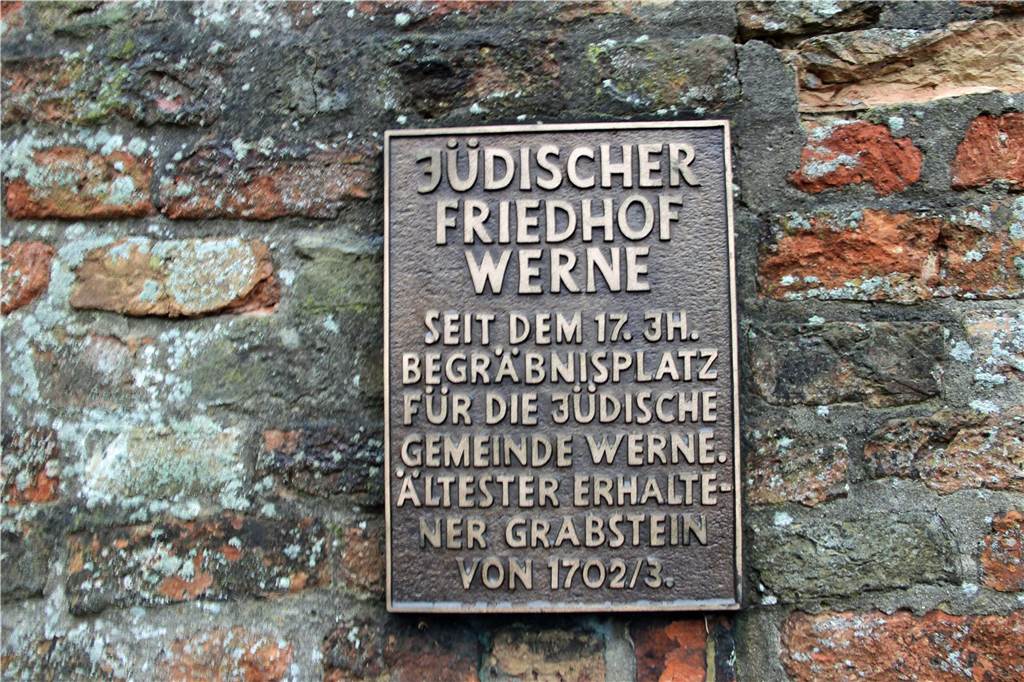 JÜDISCHER
FRIEDHOF
WERNE
SEIT DEM 17. JH.
BEGRÄBNISPLATZ
FÜR DIE JÜDISCHE
GEMEINDE WERNE.
ÄLTESTER ERHALTE-
NER GRABSTEIN
VON 1702/3.